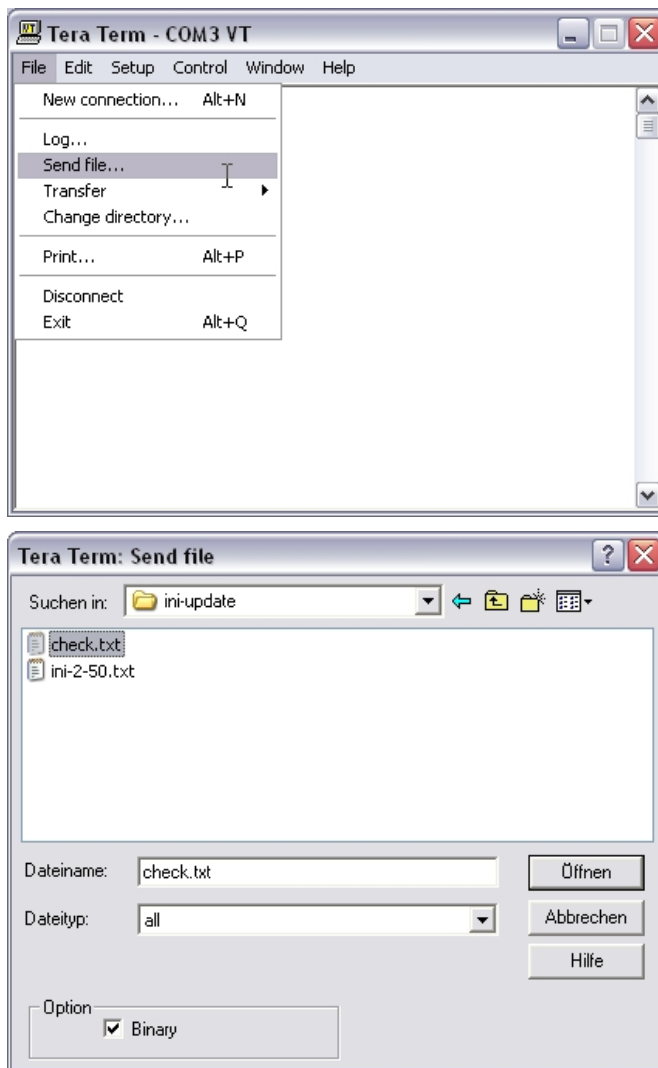 Tera Term - COM3 VT
File Edit Setup Control Window Help
New connection... Alt+N
Log...
Send file...
Transfer
Change directory...
Print... Alt+P
Disconnect
Exit Alt+Q
Tera Term: Send file
Suchen in: ini-update
check.txt
ini-2-50.txt
Dateiname: check.txt Öffnen
Dateityp: all Abbrechen
Hilfe
Option
Binary